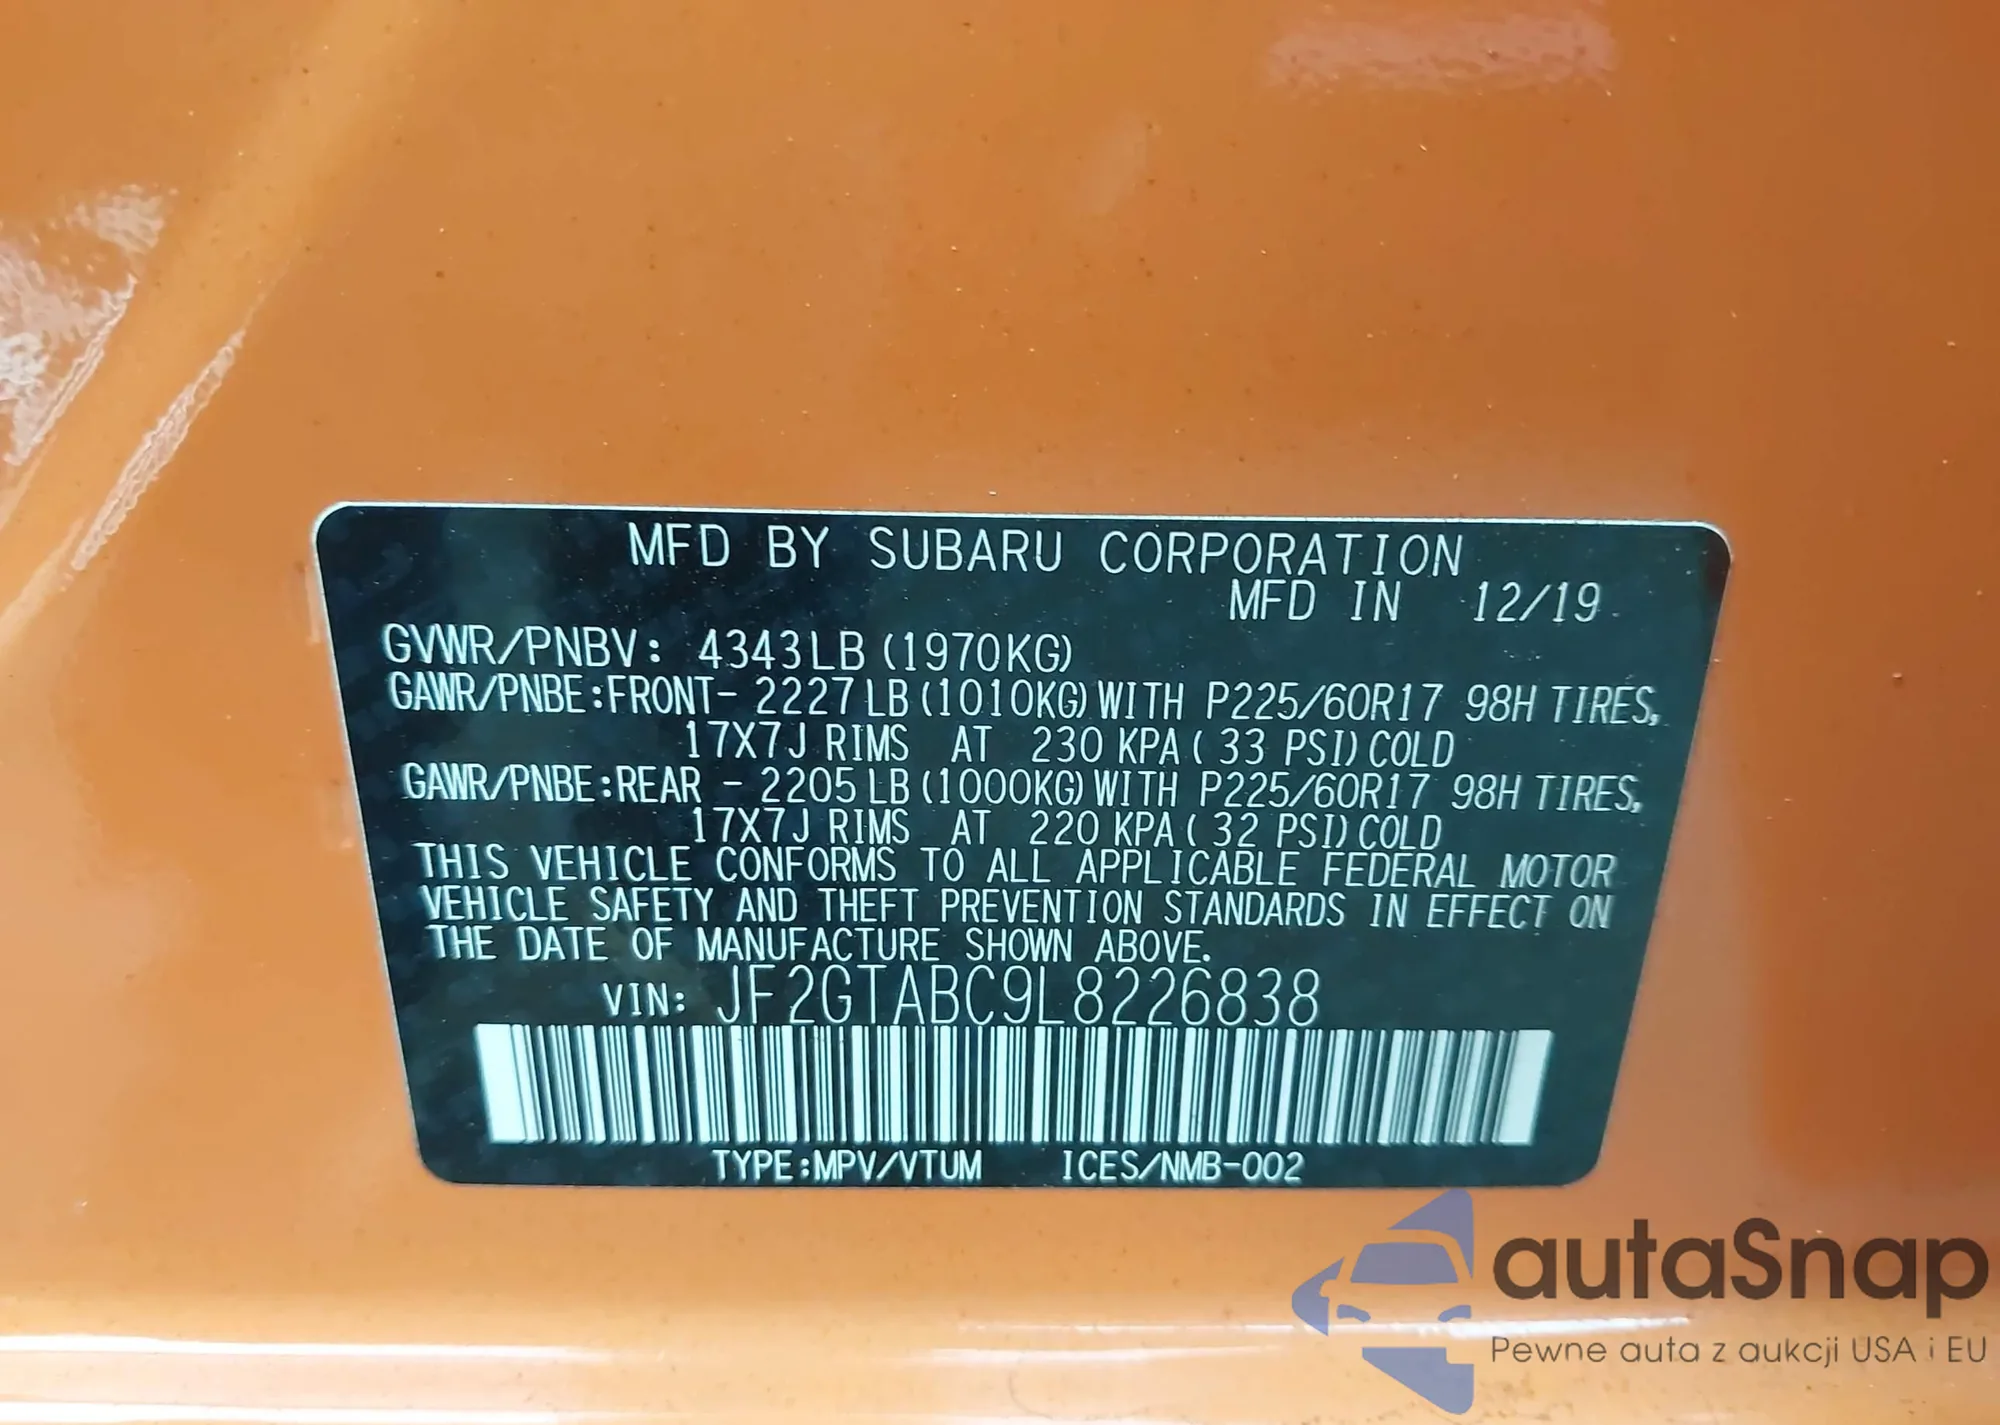 MFD BY SUBARU CORPORATION
MFD IN 12/19
GVWR/PNBV: 4343LB (1970KG)
GAWR/PNBE:FRONT- 2227LB (1010KG) WITH P225/60R17 98H TIRES,
17X7J RIMS AT 230 KPA ( 33 PSI) COLD
GAWR/PNBE:REAR - 2205LB (1000KG) WITH P225/60R17 98H TIRES,
17X7J RIMS AT 220 KPA ( 32 PSI) COLD
THIS VEHICLE CONFORMS TO ALL APPLICABLE FEDERAL MOTOR
VEHICLE SAFETY AND THEFT PREVENTION STANDARDS IN EFFECT ON
THE DATE OF MANUFACTURE SHOWN ABOVE.
VIN: JF2GTABC9L8226838
TYPE:MPV/VTUM ICES/NMB-002
autaSnap
Pewne auta z aukcji USA i EU